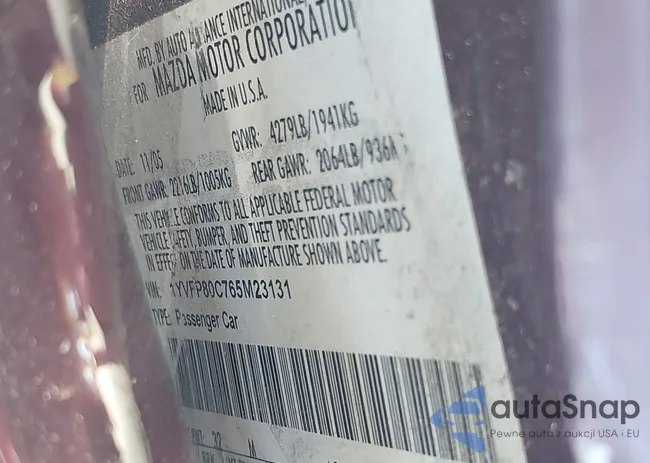 MFD. BY AUTO ALLIANCE INTERNATIONAL,
FOR MAZDA MOTOR CORPORATION
MADE IN U.S.A.
DATE: 11/05 GVWR: 4279LB/1941KG
FRONT GAWR: 2216LB/1005KG REAR GAWR: 2064LB/936K
THIS VEHICLE CONFORMS TO ALL APPLICABLE FEDERAL MOTOR
VEHICLE SAFETY, BUMPER, AND THEFT PREVENTION STANDARDS
IN EFFECT ON DATE OF MANUFACTURE SHOWN ABOVE.
VIN: 1YVFP80C765M23131
TYPE: Passenger Car
32
autaSnap
Pewne auta z aukcji USA i EU